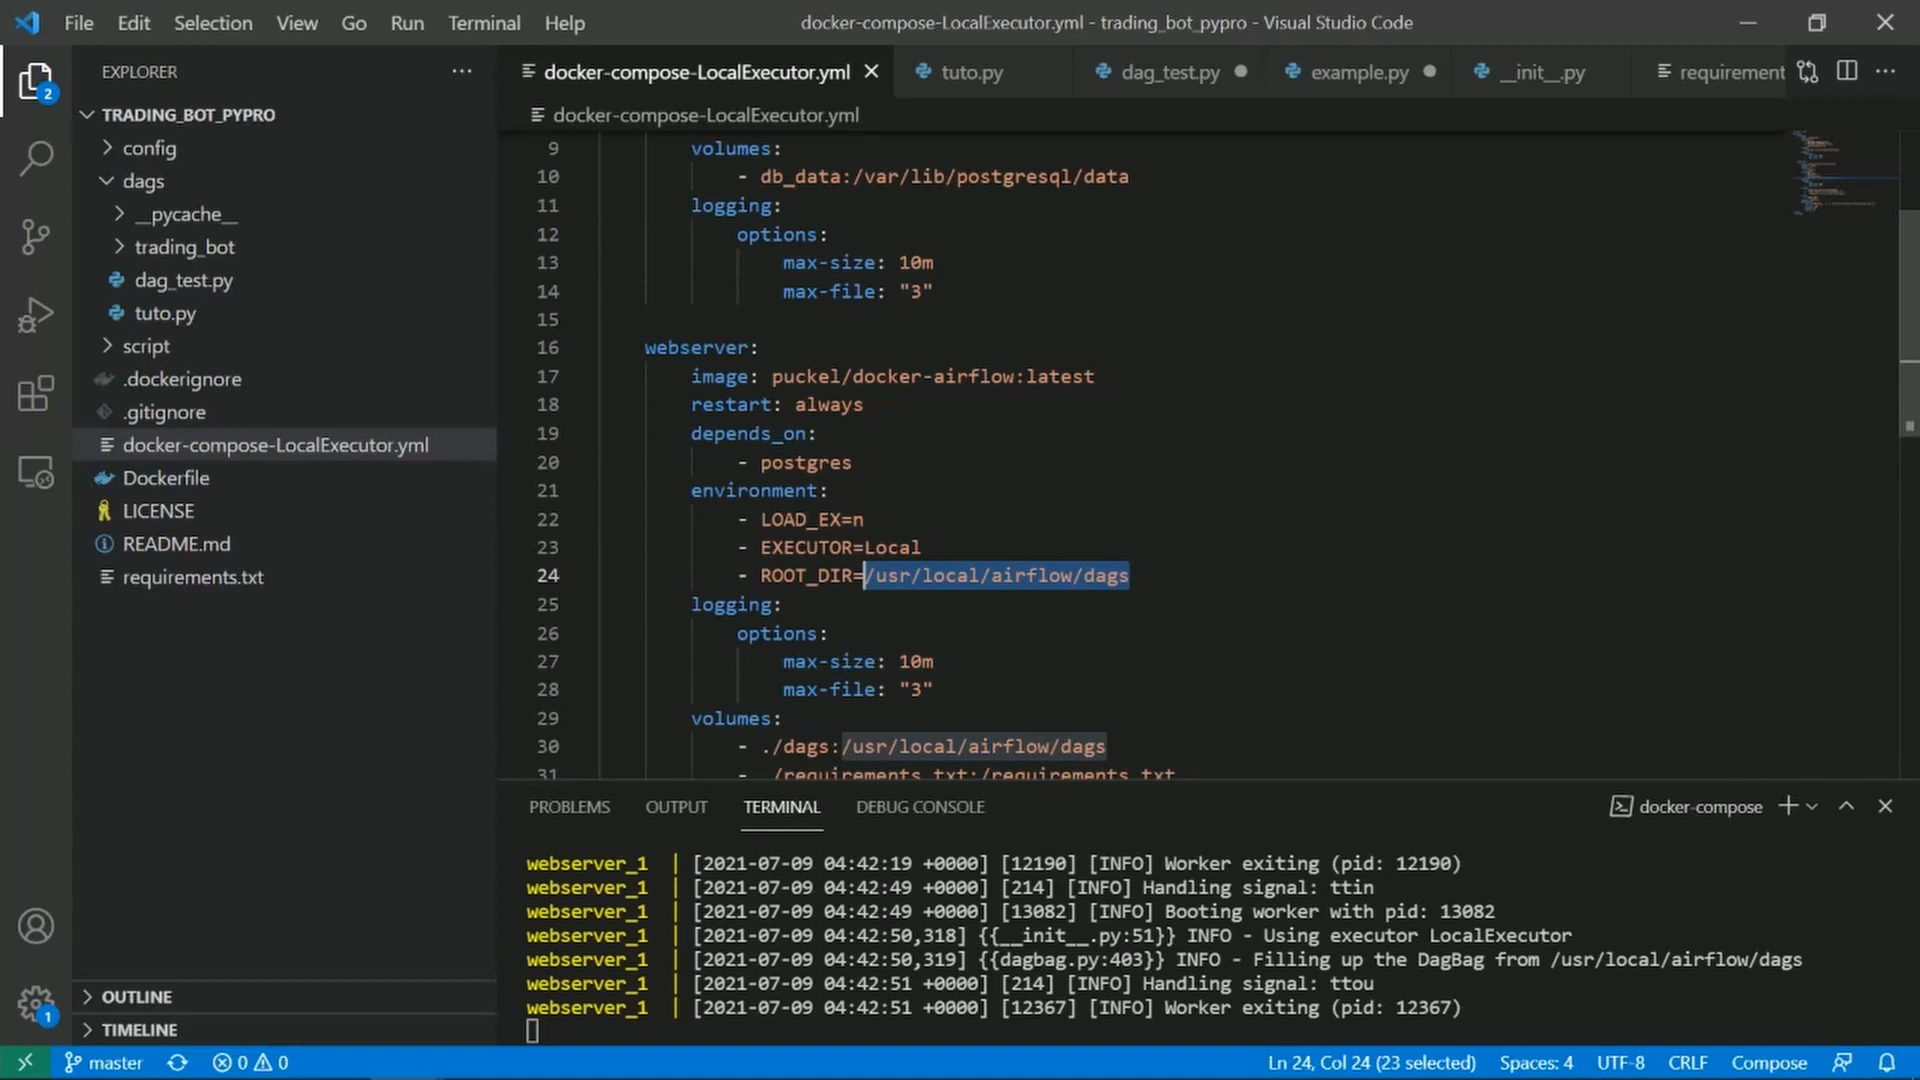 File Edit Selection View Go Run Terminal Help
docker-compose-LocalExecutor.yml - trading_bot_pypro - Visual Studio Code
EXPLORER
2
TRADING_BOT_PYPRO
config
dags
__pycache__
trading_bot
dag_test.py
tuto.py
script
.dockerignore
.gitignore
docker-compose-LocalExecutor.yml
Dockerfile
LICENSE
README.md
requirements.txt
OUTLINE
TIMELINE
1
docker-compose-LocalExecutor.yml tuto.py dag_test.py example.py __init__.py requirement
docker-compose-LocalExecutor.yml
9 volumes:
10 - db_data:/var/lib/postgresql/data
11 logging:
12 options:
13 max-size: 10m
14 max-file: "3"
15
16 webserver:
17 image: puckel/docker-airflow:latest
18 restart: always
19 depends_on:
20 - postgres
21 environment:
22 - LOAD_EX=n
23 - EXECUTOR=Local
24 - ROOT_DIR=/usr/local/airflow/dags
25 logging:
26 options:
27 max-size: 10m
28 max-file: "3"
29 volumes:
30 - ./dags:/usr/local/airflow/dags
31 - ./requirements.txt:/requirements.txt
PROBLEMS OUTPUT TERMINAL DEBUG CONSOLE
docker-compose
webserver_1 | [2021-07-09 04:42:19 +0000] [12190] [INFO] Worker exiting (pid: 12190)
webserver_1 | [2021-07-09 04:42:49 +0000] [214] [INFO] Handling signal: ttin
webserver_1 | [2021-07-09 04:42:49 +0000] [13082] [INFO] Booting worker with pid: 13082
webserver_1 | [2021-07-09 04:42:50,318] {{__init__.py:51}} INFO - Using executor LocalExecutor
webserver_1 | [2021-07-09 04:42:50,319] {{dagbag.py:403}} INFO - Filling up the DagBag from /usr/local/airflow/dags
webserver_1 | [2021-07-09 04:42:51 +0000] [214] [INFO] Handling signal: ttou
webserver_1 | [2021-07-09 04:42:51 +0000] [12367] [INFO] Worker exiting (pid: 12367)
master 0 0 Ln 24, Col 24 (23 selected) Spaces: 4 UTF-8 CRLF Compose